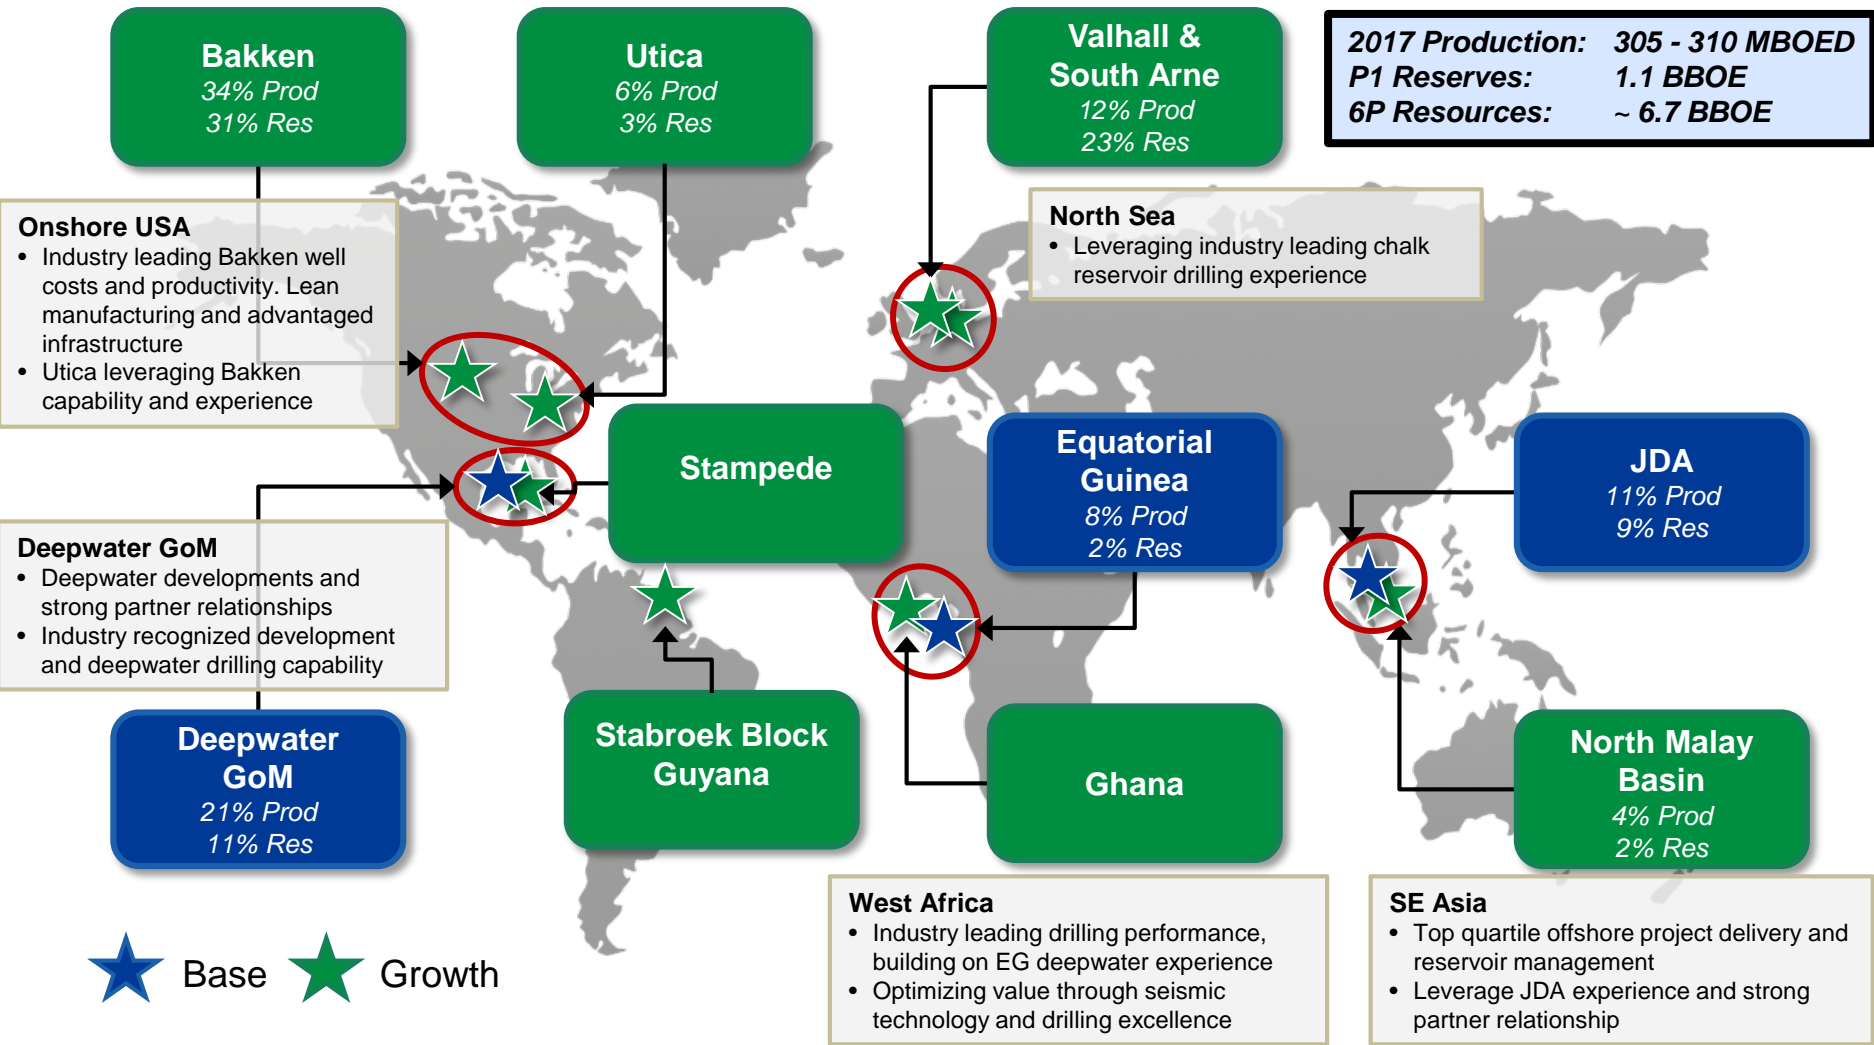 Bakken
34% Prod
31% Res
Utica
6% Prod
3% Res
Valhall &
South Arne
12% Prod
23% Res
2017 Production: 305 - 310 MBOED
P1 Reserves: 1.1 BBOE
6P Resources: ~ 6.7 BBOE
Onshore USA
• Industry leading Bakken well
costs and productivity. Lean
manufacturing and advantaged
infrastructure
• Utica leveraging Bakken
capability and experience
North Sea
• Leveraging industry leading chalk
reservoir drilling experience
Stampede
Equatorial
Guinea
8% Prod
2% Res
JDA
11% Prod
9% Res
Deepwater GoM
• Deepwater developments and
strong partner relationships
• Industry recognized development
and deepwater drilling capability
Deepwater
GoM
21% Prod
11% Res
Stabroek Block
Guyana
Ghana
North Malay
Basin
4% Prod
2% Res
West Africa
• Industry leading drilling performance,
building on EG deepwater experience
• Optimizing value through seismic
technology and drilling excellence
SE Asia
• Top quartile offshore project delivery and
reservoir management
• Leverage JDA experience and strong
partner relationship
Base
Growth